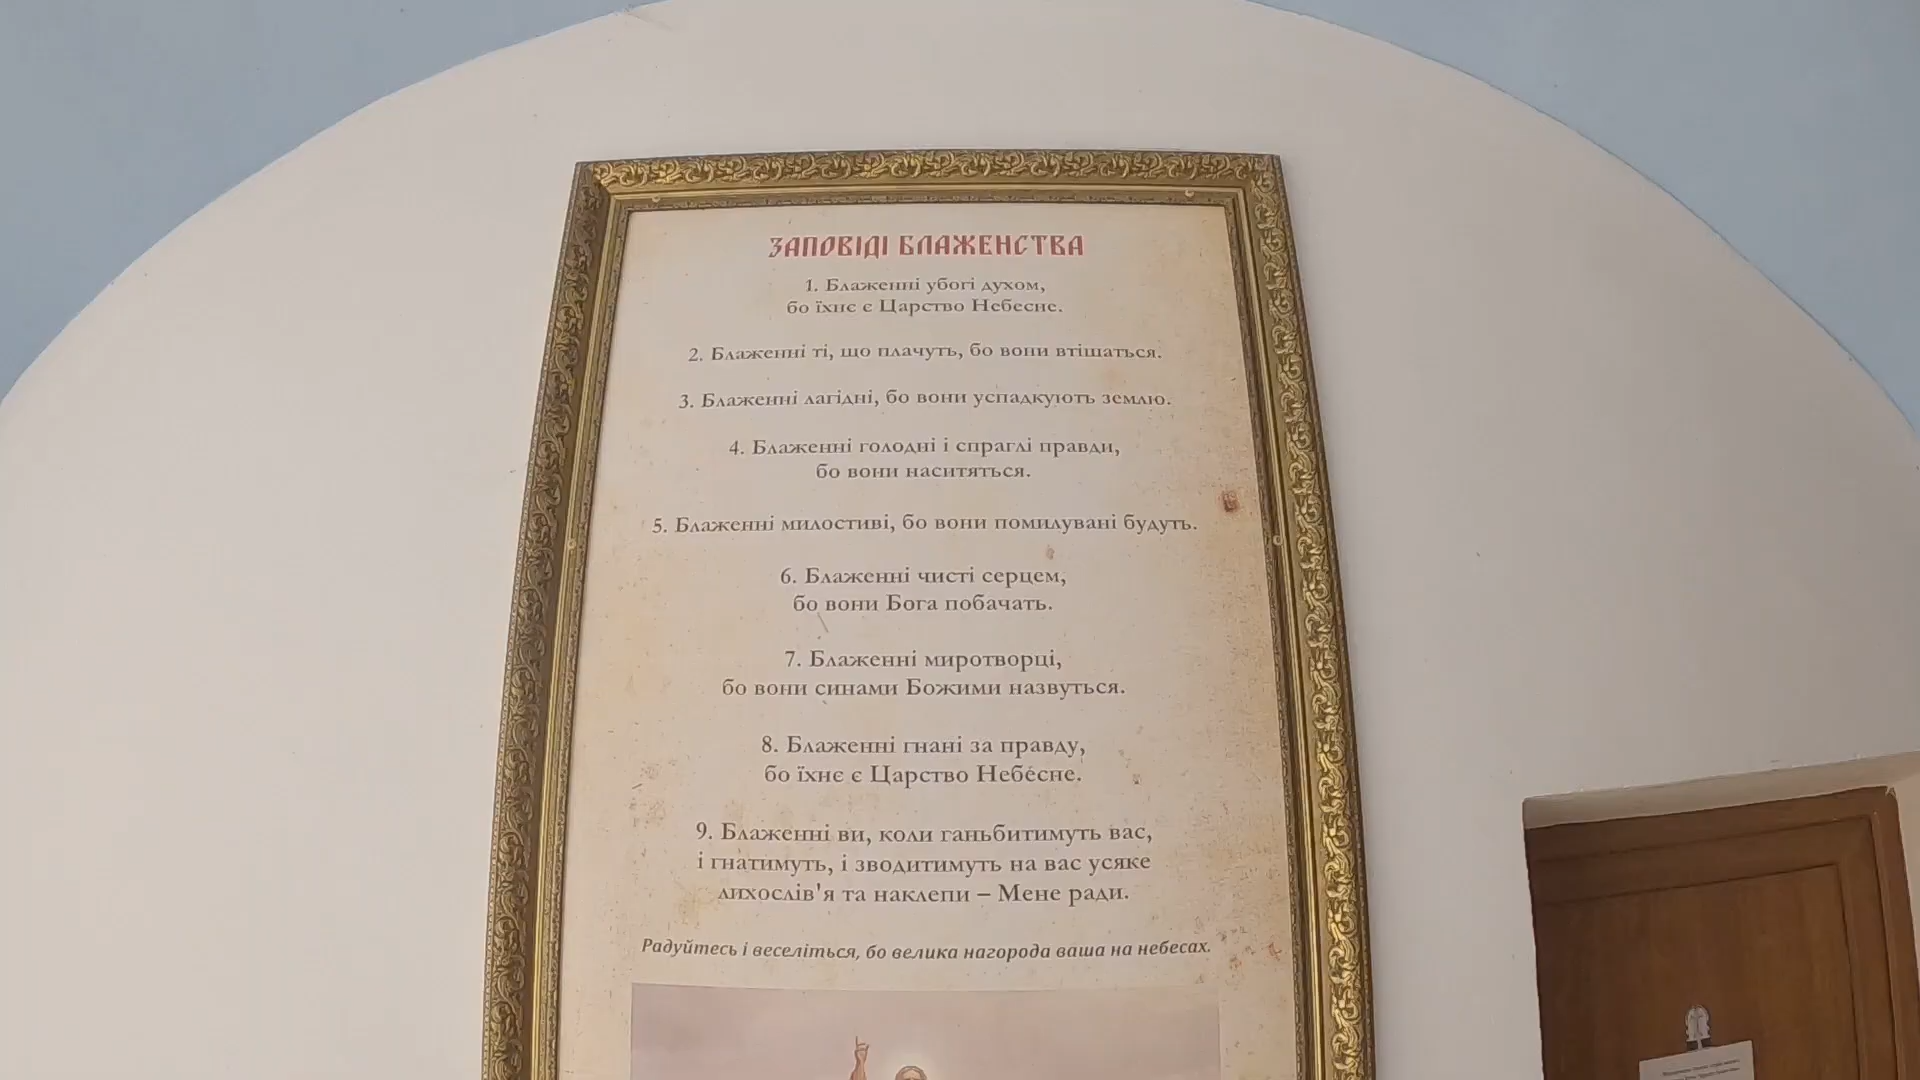 ЗАПОВІДІ БЛАЖЕНСТВА
1. Блаженні убогі духом,
бо їхнє є Царство Небесне.
2. Блаженні ті, що плачуть, бо вони втішаться.
3. Блаженні лагідні, бо вони успадкують землю.
4. Блаженні голодні і спраглі правди,
бо вони наситяться.
5. Блаженні милостиві, бо вони помилувані будуть.
6. Блаженні чисті серцем,
бо вони Бога побачать.
7. Блаженні миротворці,
бо вони синами Божими назвуться.
8. Блаженні гнані за правду,
бо їхнє є Царство Небесне.
9. Блаженні ви, коли ганьбитимуть вас,
і гнатимуть, і зводитимуть на вас усяке
лихослів'я та наклепи – Мене ради.
Радуйтесь і веселіться, бо велика нагорода ваша на небесах.